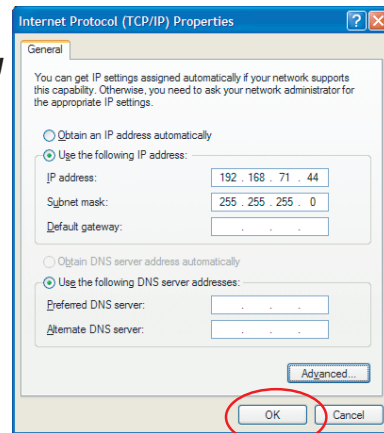 Internet Protocol (TCP/IP) Properties
General
You can get IP settings assigned automatically if your network supports
this capability. Otherwise, you need to ask your network administrator for
the appropriate IP settings.
Obtain an IP address automatically
Use the following IP address:
IP address: 192 . 168 . 71 . 44
Subnet mask: 255 . 255 . 255 . 0
Default gateway: . . .
Obtain DNS server address automatically
Use the following DNS server addresses:
Preferred DNS server: . . .
Alternate DNS server: . . .
Advanced...
OK Cancel